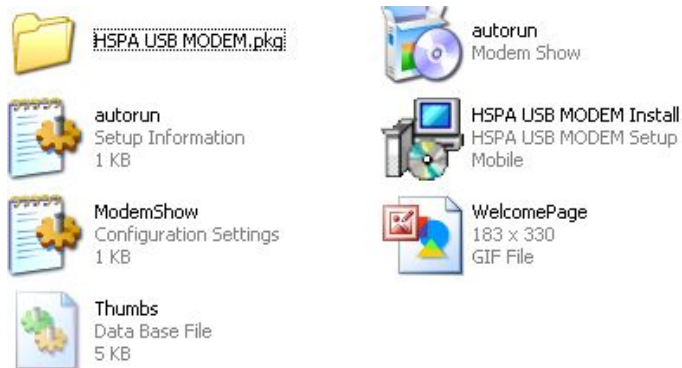 HSPA USB MODEM.pkg
autorun
Modem Show
autorun
Setup Information
1 KB
HSPA USB MODEM Install
HSPA USB MODEM Setup
Mobile
ModemShow
Configuration Settings
1 KB
WelcomePage
183 x 330
GIF File
Thumbs
Data Base File
5 KB